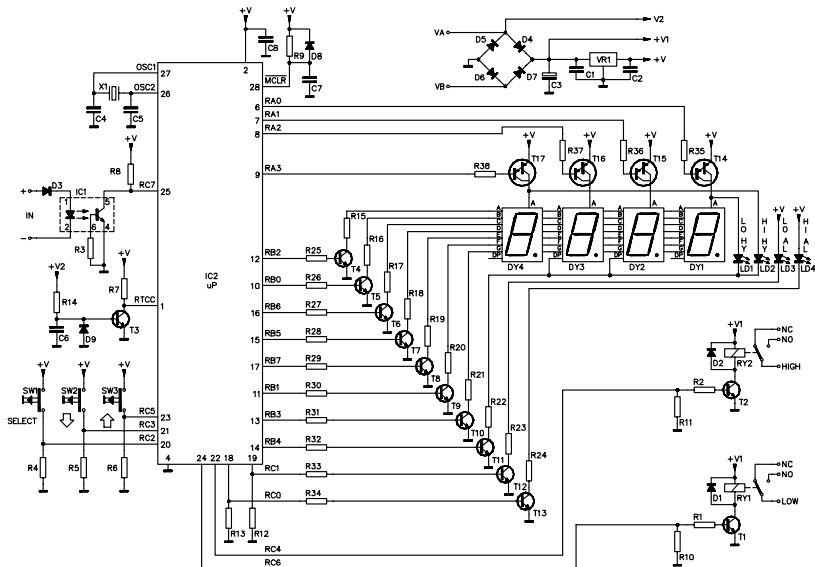 +V
C8
2
+V
R9
D8
MCLR
28
C7
VA
D5
D4
D6
D7
VB
V2
+V1
VR1
+V
C3
C1
C2
OSC1
27
X1
OSC2
26
C4
C5
RA0
6
RA1
7
RA2
8
RA3
9
R38
+V
T17
R37
+V
T16
R36
+V
T15
R35
+V
T14
+V
R8
RC7
25
+
D3
IC1
1
2
5
6
4
IN
-
R3
IC2
uP
A
B
C
D
E
F
G
DP
A
DY4
A
B
C
D
E
F
G
DP
A
DY3
A
B
C
D
E
F
G
DP
A
DY2
A
B
C
D
E
F
G
DP
A
DY1
LOHY
HIHY
+V
LOAL
+V
HIAL
LD1
LD2
LD3
LD4
+V2
R14
C6
D9
+V
R7
RTCC
1
T3
RB2
12
R25
R15
T4
RB0
10
R26
R16
T5
RB6
16
R27
R17
T6
RB5
15
R28
R18
T7
RB7
17
R29
R19
T8
RB1
11
R30
R20
T9
RB3
13
R31
R21
T10
RB4
14
R32
R22
T11
RC1
19
R33
R23
T12
RC0
18
R34
R24
T13
+V
SW1
+V
SW2
+V
SW3
SELECT
RC5
23
RC3
21
RC2
20
R4
R5
R6
4
24
22
R13
R12
RC4
RC6
+V1
D2
RY2
NC
NO
HIGH
R2
T2
R11
+V1
D1
RY1
NC
NO
LOW
R1
T1
R10